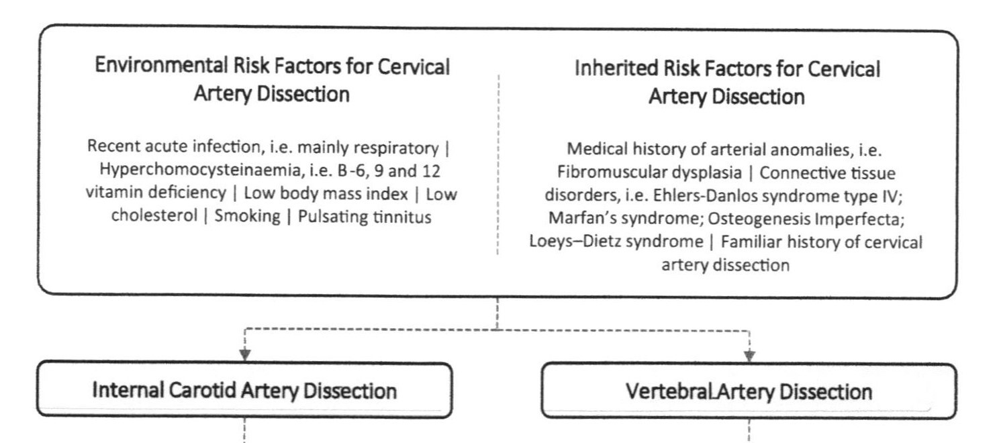 Environmental Risk Factors for Cervical
Artery Dissection
Recent acute infection, i.e. mainly respiratory |
Hyperchomocysteinaemia, i.e. B-6, 9 and 12
vitamin deficiency | Low body mass index | Low
cholesterol | Smoking | Pulsating tinnitus
Inherited Risk Factors for Cervical
Artery Dissection
Medical history of arterial anomalies, i.e.
Fibromuscular dysplasia | Connective tissue
disorders, i.e. Ehlers-Danlos syndrome type IV;
Marfan's syndrome; Osteogenesis Imperfecta;
Loeys–Dietz syndrome | Familiar history of cervical
artery dissection
Internal Carotid Artery Dissection
Vertebral Artery Dissection